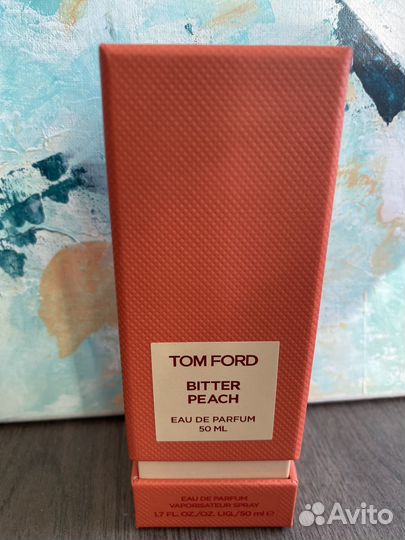 TOM FORD
BITTER
PEACH
EAU DE PARFUM
50 ML
EAU DE PARFUM
VAPORISATEUR SPRAY
1.7 FL. OZ./OZ. LIQ./50 ml ℮
Avito